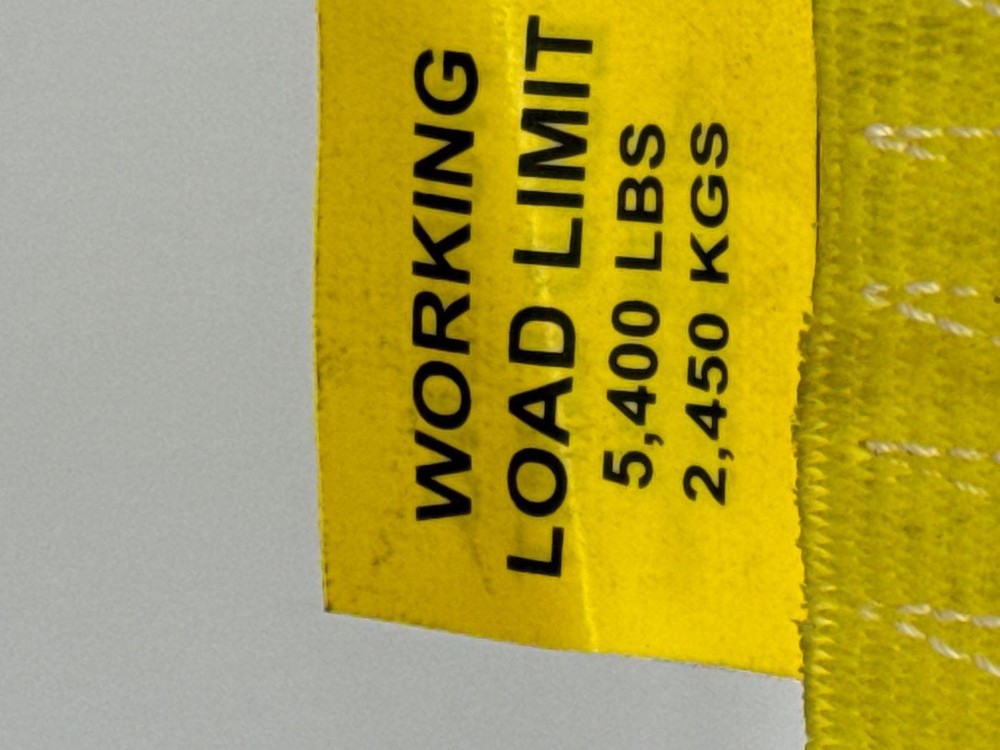 WORKING
LOAD LIMIT
5,400 LBS
2,450 KGS